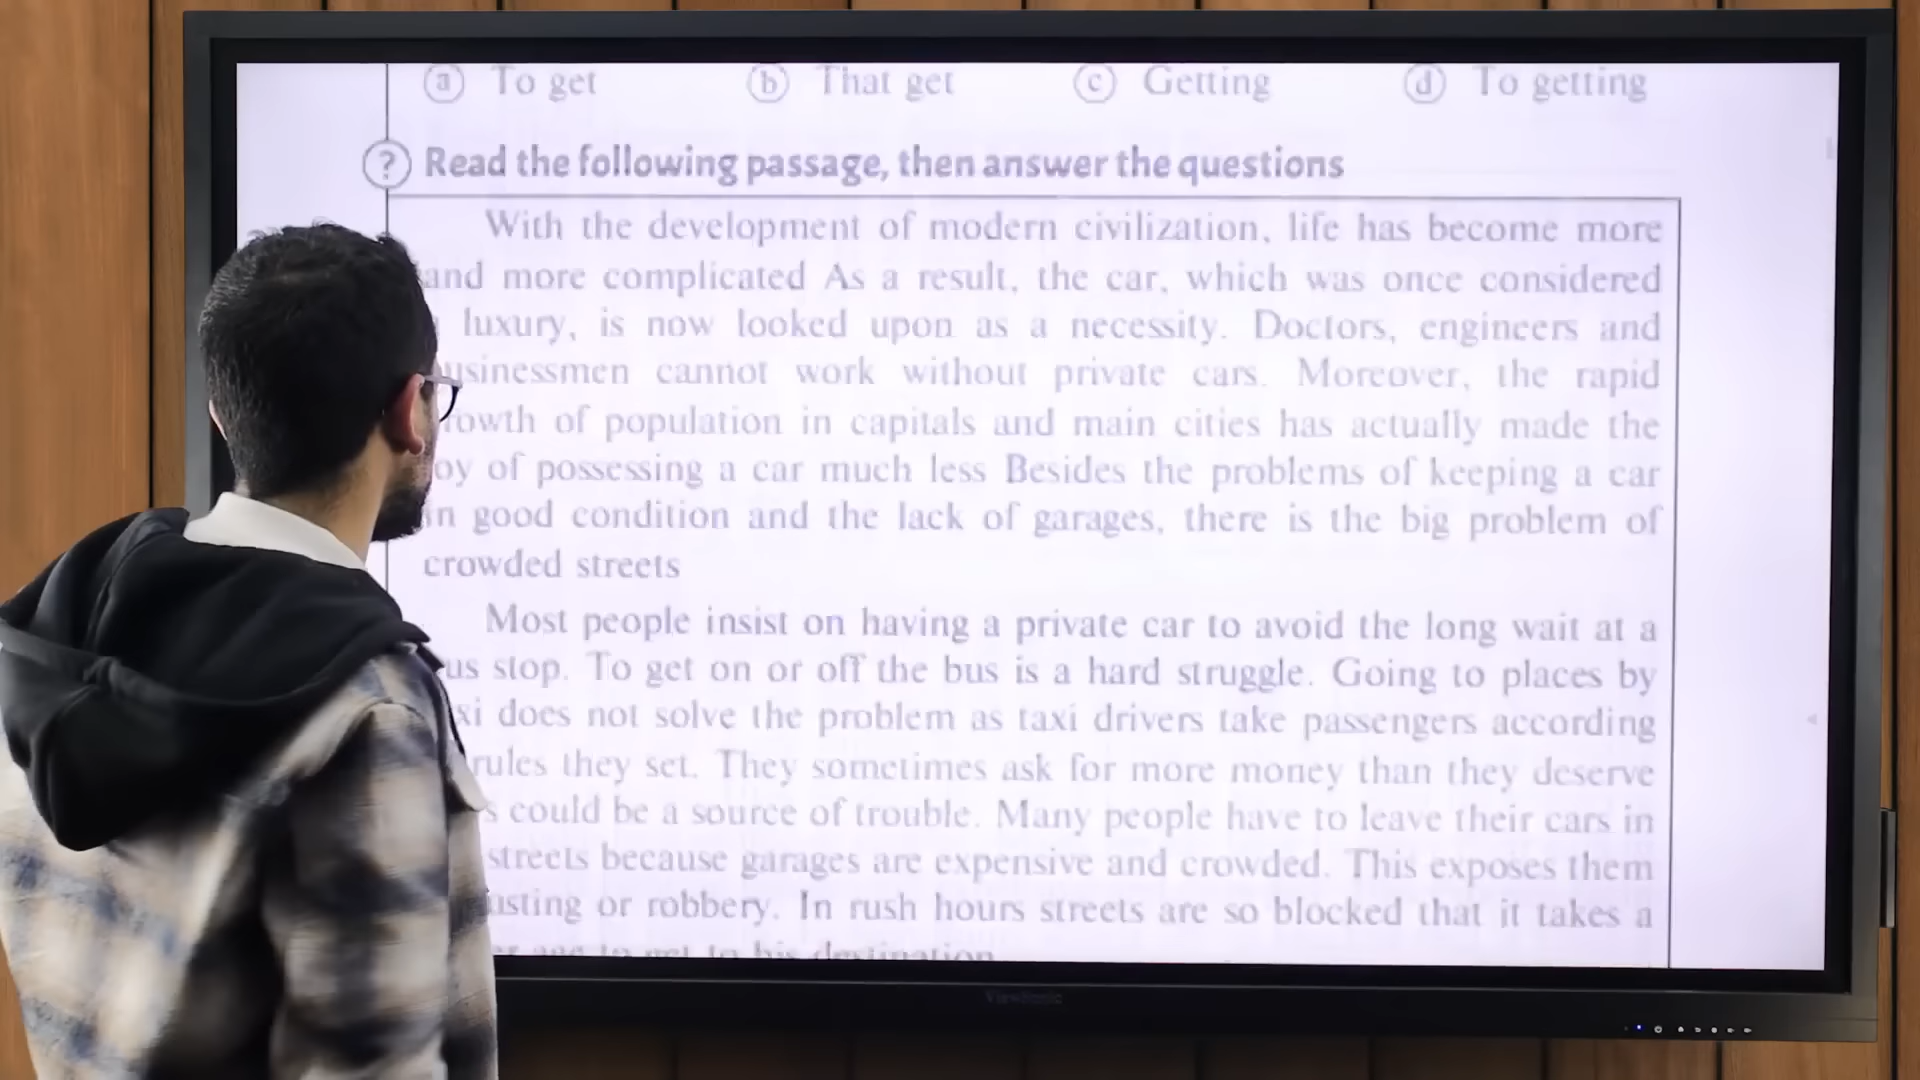 a To get b That get c Getting d To getting
? Read the following passage, then answer the questions
With the development of modern civilization, life has become more
and more complicated As a result, the car, which was once considered
luxury, is now looked upon as a necessity. Doctors, engineers and
usinessmen cannot work without private cars. Moreover, the rapid
rowth of population in capitals and main cities has actually made the
oy of possessing a car much less Besides the problems of keeping a car
in good condition and the lack of garages, there is the big problem of
crowded streets
Most people insist on having a private car to avoid the long wait at a
us stop. To get on or off the bus is a hard struggle. Going to places by
xi does not solve the problem as taxi drivers take passengers according
rules they set. They sometimes ask for more money than they deserve
s could be a source of trouble. Many people have to leave their cars in
streets because garages are expensive and crowded. This exposes them
usting or robbery. In rush hours streets are so blocked that it takes a
to get to his destination
ViewSonic